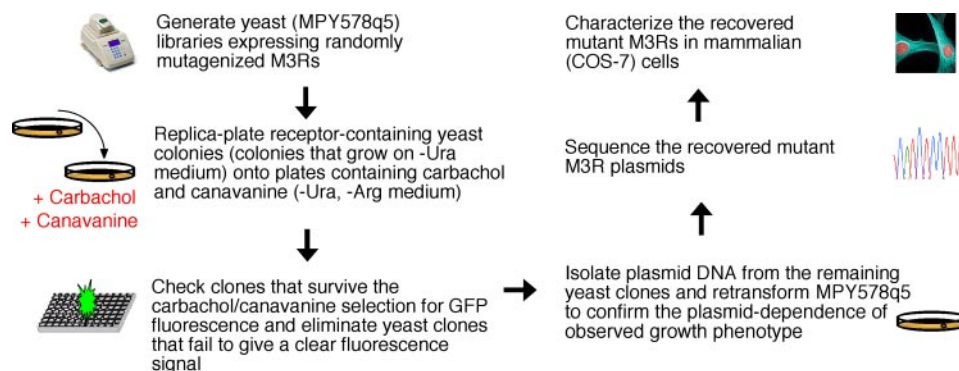 Generate yeast (MPY578q5)
libraries expressing randomly
mutagenized M3Rs
Replica-plate receptor-containing yeast
colonies (colonies that grow on -Ura
medium) onto plates containing carbachol
and canavanine (-Ura, -Arg medium)
+ Carbachol
+ Canavanine
Check clones that survive the
carbachol/canavanine selection for GFP
fluorescence and eliminate yeast clones
that fail to give a clear fluorescence
signal
Isolate plasmid DNA from the remaining
yeast clones and retransform MPY578q5
to confirm the plasmid-dependence of
observed growth phenotype
Sequence the recovered mutant
M3R plasmids
Characterize the recovered
mutant M3Rs in mammalian
(COS-7) cells